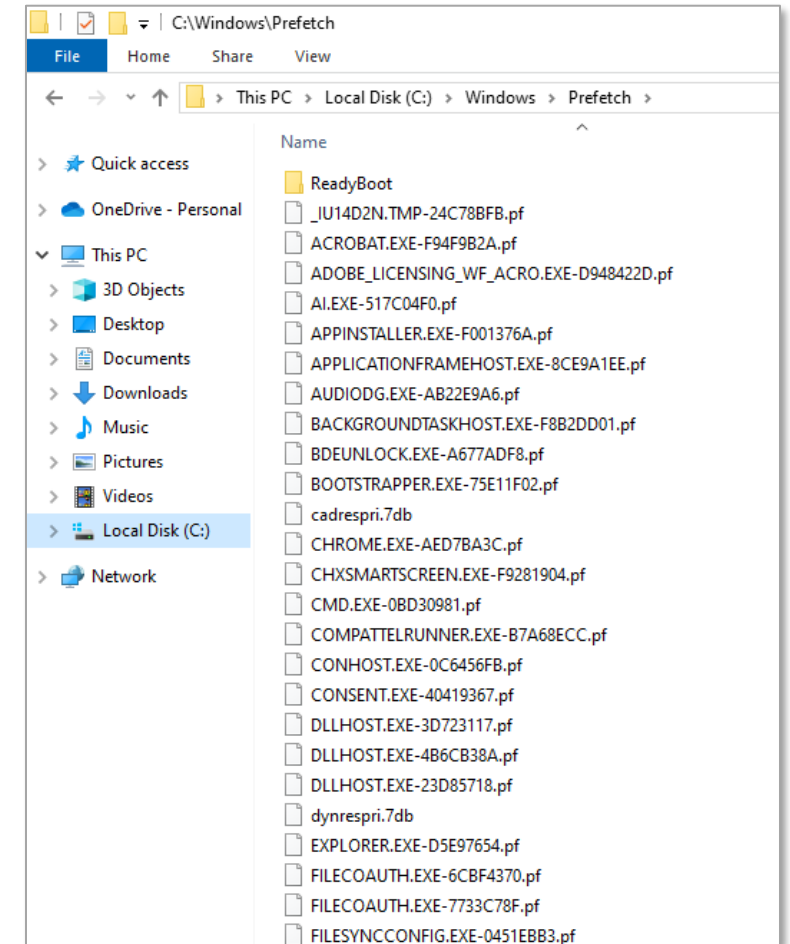 C:\Windows\Prefetch
File Home Share View
This PC > Local Disk (C:) > Windows > Prefetch >
Quick access
OneDrive - Personal
This PC
3D Objects
Desktop
Documents
Downloads
Music
Pictures
Videos
Local Disk (C:)
Network
Name
ReadyBoot
_IU14D2N.TMP-24C78BFB.pf
ACROBAT.EXE-F94F9B2A.pf
ADOBE_LICENSING_WF_ACRO.EXE-D948422D.pf
AI.EXE-517C04F0.pf
APPINSTALLER.EXE-F001376A.pf
APPLICATIONFRAMEHOST.EXE-8CE9A1EE.pf
AUDIODG.EXE-AB22E9A6.pf
BACKGROUNDTASKHOST.EXE-F8B2DD01.pf
BDEUNLOCK.EXE-A677ADF8.pf
BOOTSTRAPPER.EXE-75E11F02.pf
cadrespri.7db
CHROME.EXE-AED7BA3C.pf
CHXSMARTSCREEN.EXE-F9281904.pf
CMD.EXE-0BD30981.pf
COMPATTELRUNNER.EXE-B7A68ECC.pf
CONHOST.EXE-0C6456FB.pf
CONSENT.EXE-40419367.pf
DLLHOST.EXE-3D723117.pf
DLLHOST.EXE-4B6CB38A.pf
DLLHOST.EXE-23D85718.pf
dynrespri.7db
EXPLORER.EXE-D5E97654.pf
FILECOAUTH.EXE-6CBF4370.pf
FILECOAUTH.EXE-7733C78F.pf
FILESYNCCONFIG.EXE-0451EBB3.pf